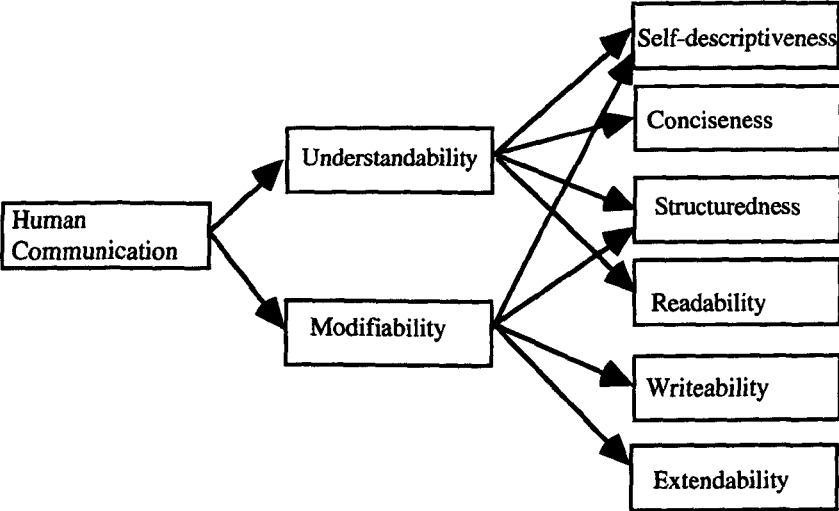 Human
Communication
Understandability
Modifiability
Self-descriptiveness
Conciseness
Structuredness
Readability
Writeability
Extendability